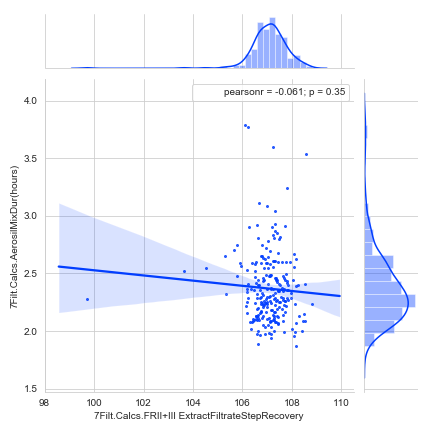 pearsonr = -0.061; p = 0.35
4.0
3.5
3.0
2.5
2.0
1.5
7Filt.Calcs.AerosilMixDur(hours)
98 100 102 104 106 108 110
7Filt.Calcs.FRII+III ExtractFiltrateStepRecovery